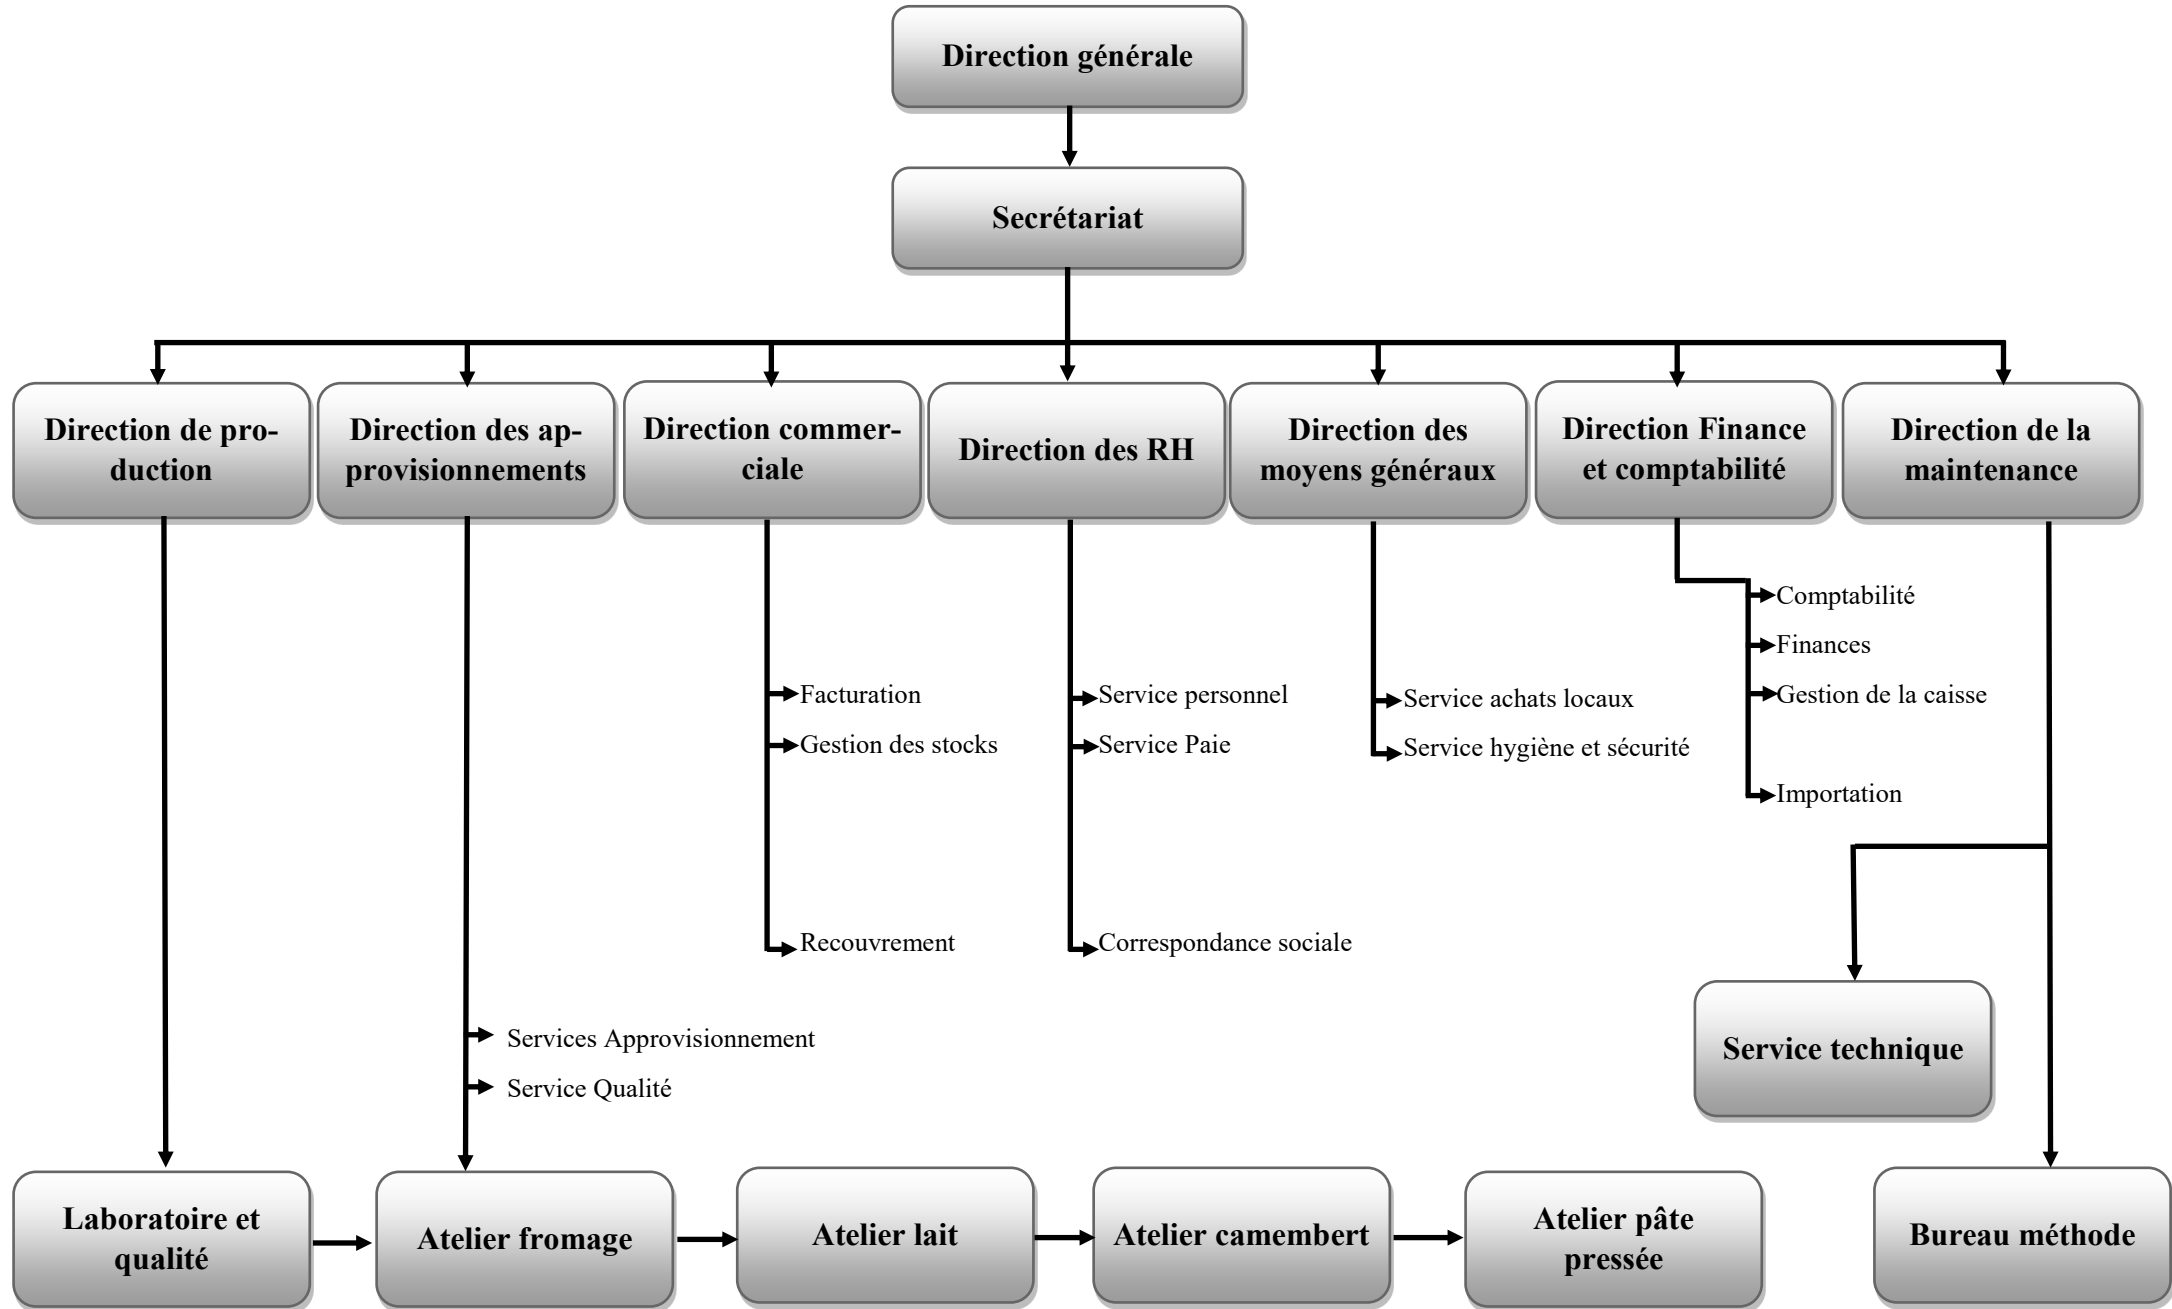 Direction générale
Secrétariat
Direction de pro-
duction
Direction des ap-
provisionnements
Direction commer-
ciale
Direction des RH
Direction des
moyens généraux
Direction Finance
et comptabilité
Direction de la
maintenance
Comptabilité
Finances
Gestion de la caisse
Importation
Facturation
Gestion des stocks
Recouvrement
Service personnel
Service Paie
Correspondance sociale
Service achats locaux
Service hygiène et sécurité
Services Approvisionnement
Service Qualité
Service technique
Laboratoire et
qualité
Atelier fromage
Atelier lait
Atelier camembert
Atelier pâte
pressée
Bureau méthode